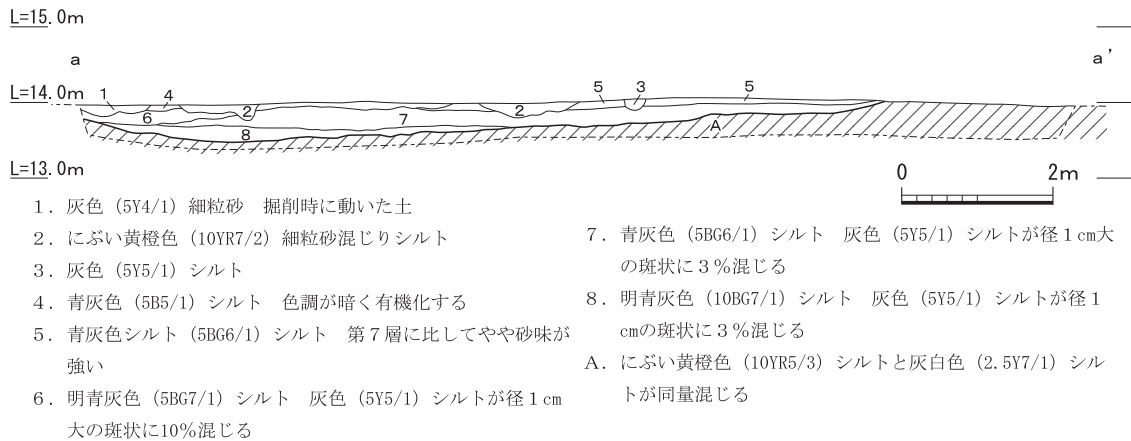 L=15.0m
a
a’
1 4 2 5 3 5
L=14.0m
6 7 2
8 A
L=13.0m
0 2m
1．灰色（5Y4/1）細粒砂　掘削時に動いた土
2．にぶい黄橙色（10YR7/2）細粒砂混じりシルト
3．灰色（5Y5/1）シルト
4．青灰色（5B5/1）シルト　色調が暗く有機化する
5．青灰色シルト（5BG6/1）シルト　第７層に比してやや砂味が
強い
6．明青灰色（5BG7/1）シルト　灰色（5Y5/1）シルトが径１cm
大の斑状に10％混じる
7．青灰色（5BG6/1）シルト　灰色（5Y5/1）シルトが径１cm大
の斑状に３％混じる
8．明青灰色（10BG7/1）シルト　灰色（5Y5/1）シルトが径１
cmの斑状に３％混じる
A．にぶい黄橙色（10YR5/3）シルトと灰白色（2.5Y7/1）シル
トが同量混じる